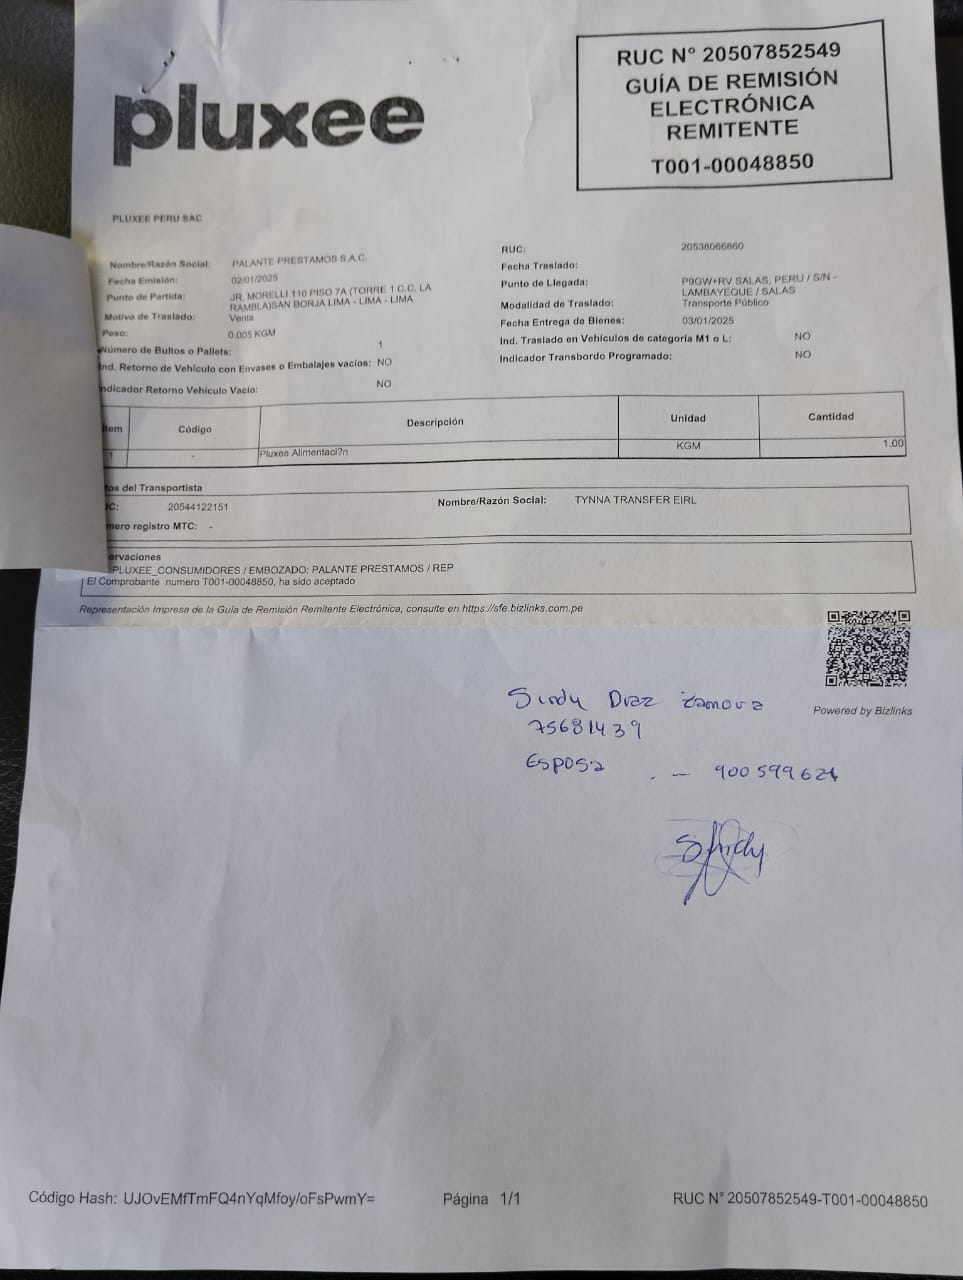 pluxee
RUC N° 20507852549
GUÍA DE REMISIÓN
ELECTRÓNICA
REMITENTE
T001-00048850
PLUXEE PERU SAC
Nombre/Razón Social: PALANTE PRESTAMOS S.A.C.
Fecha Emisión: 02/01/2025
Punto de Partida: JR. MORELLI 110 PISO 7A (TORRE 1 C.C. LA
RAMBLA)SAN BORJA LIMA - LIMA - LIMA
Motivo de Traslado: Venta
Peso: 0.005 KGM
Número de Bultos o Pallets: 1
Ind. Retorno de Vehículo con Envases o Embalajes vacíos: NO
ndicador Retorno Vehículo Vacio: NO
RUC: 20538066860
Fecha Traslado:
Punto de Llegada: P9GW+RV SALAS, PERU / S/N -
LAMBAYEQUE / SALAS
Modalidad de Traslado: Transporte Público
Fecha Entrega de Bienes: 03/01/2025
Ind. Traslado en Vehículos de categoría M1 o L: NO
Indicador Transbordo Programado: NO
tem Código Descripción Unidad Cantidad
1 - Pluxee Alimentaci?n KGM 1.00
tos del Transportista
C: 20544122151 Nombre/Razón Social: TYNNA TRANSFER EIRL
mero registro MTC: -
ervaciones
PLUXEE_CONSUMIDORES / EMBOZADO: PALANTE PRESTAMOS / REP
El Comprobante numero T001-00048850, ha sido aceptado
Representación Impresa de la Guía de Remisión Remitente Electrónica, consulte en https://sfe.bizlinks.com.pe
Powered by Bizlinks
Sindy Diaz Zamora
75681439
Esposa . — 900599624
Sindy
Código Hash: UJOvEMfTmFQ4nYqMfoy/oFsPwmY= Página 1/1 RUC N° 20507852549-T001-00048850